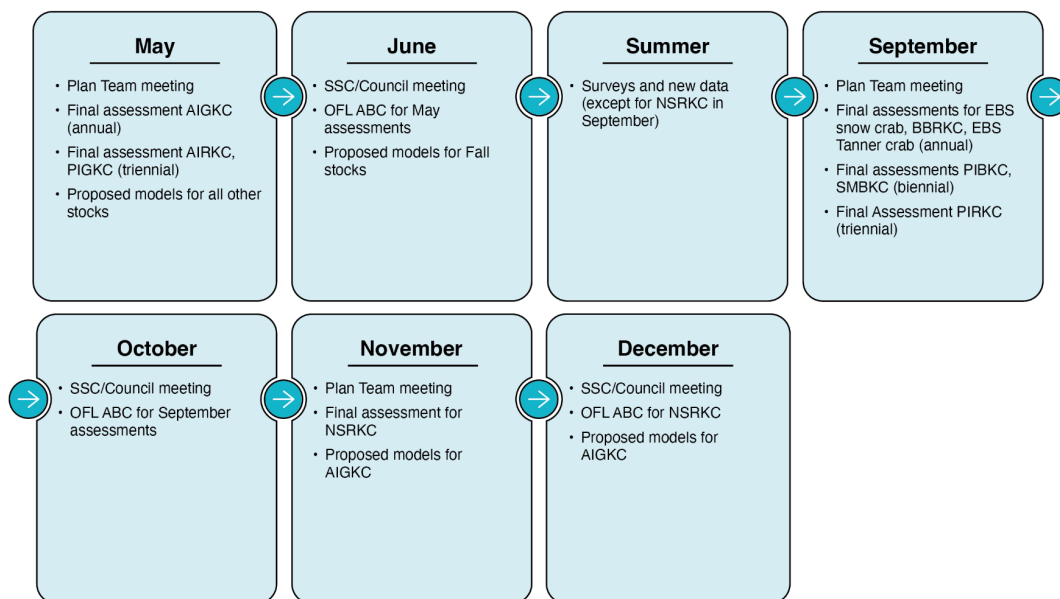 May
• Plan Team meeting
• Final assessment AIGKC
(annual)
• Final assessment AIRKC,
PIGKC (triennial)
• Proposed models for all other
stocks
June
• SSC/Council meeting
• OFL ABC for May
assessments
• Proposed models for Fall
stocks
Summer
• Surveys and new data
(except for NSRKC in
September)
September
• Plan Team meeting
• Final assessments for EBS
snow crab, BBRKC, EBS
Tanner crab (annual)
• Final assessments PIBKC,
SMBKC (biennial)
• Final Assessment PIRKC
(triennial)
October
• SSC/Council meeting
• OFL ABC for September
assessments
November
• Plan Team meeting
• Final assessment for
NSRKC
• Proposed models for
AIGKC
December
• SSC/Council meeting
• OFL ABC for NSRKC
• Proposed models for
AIGKC